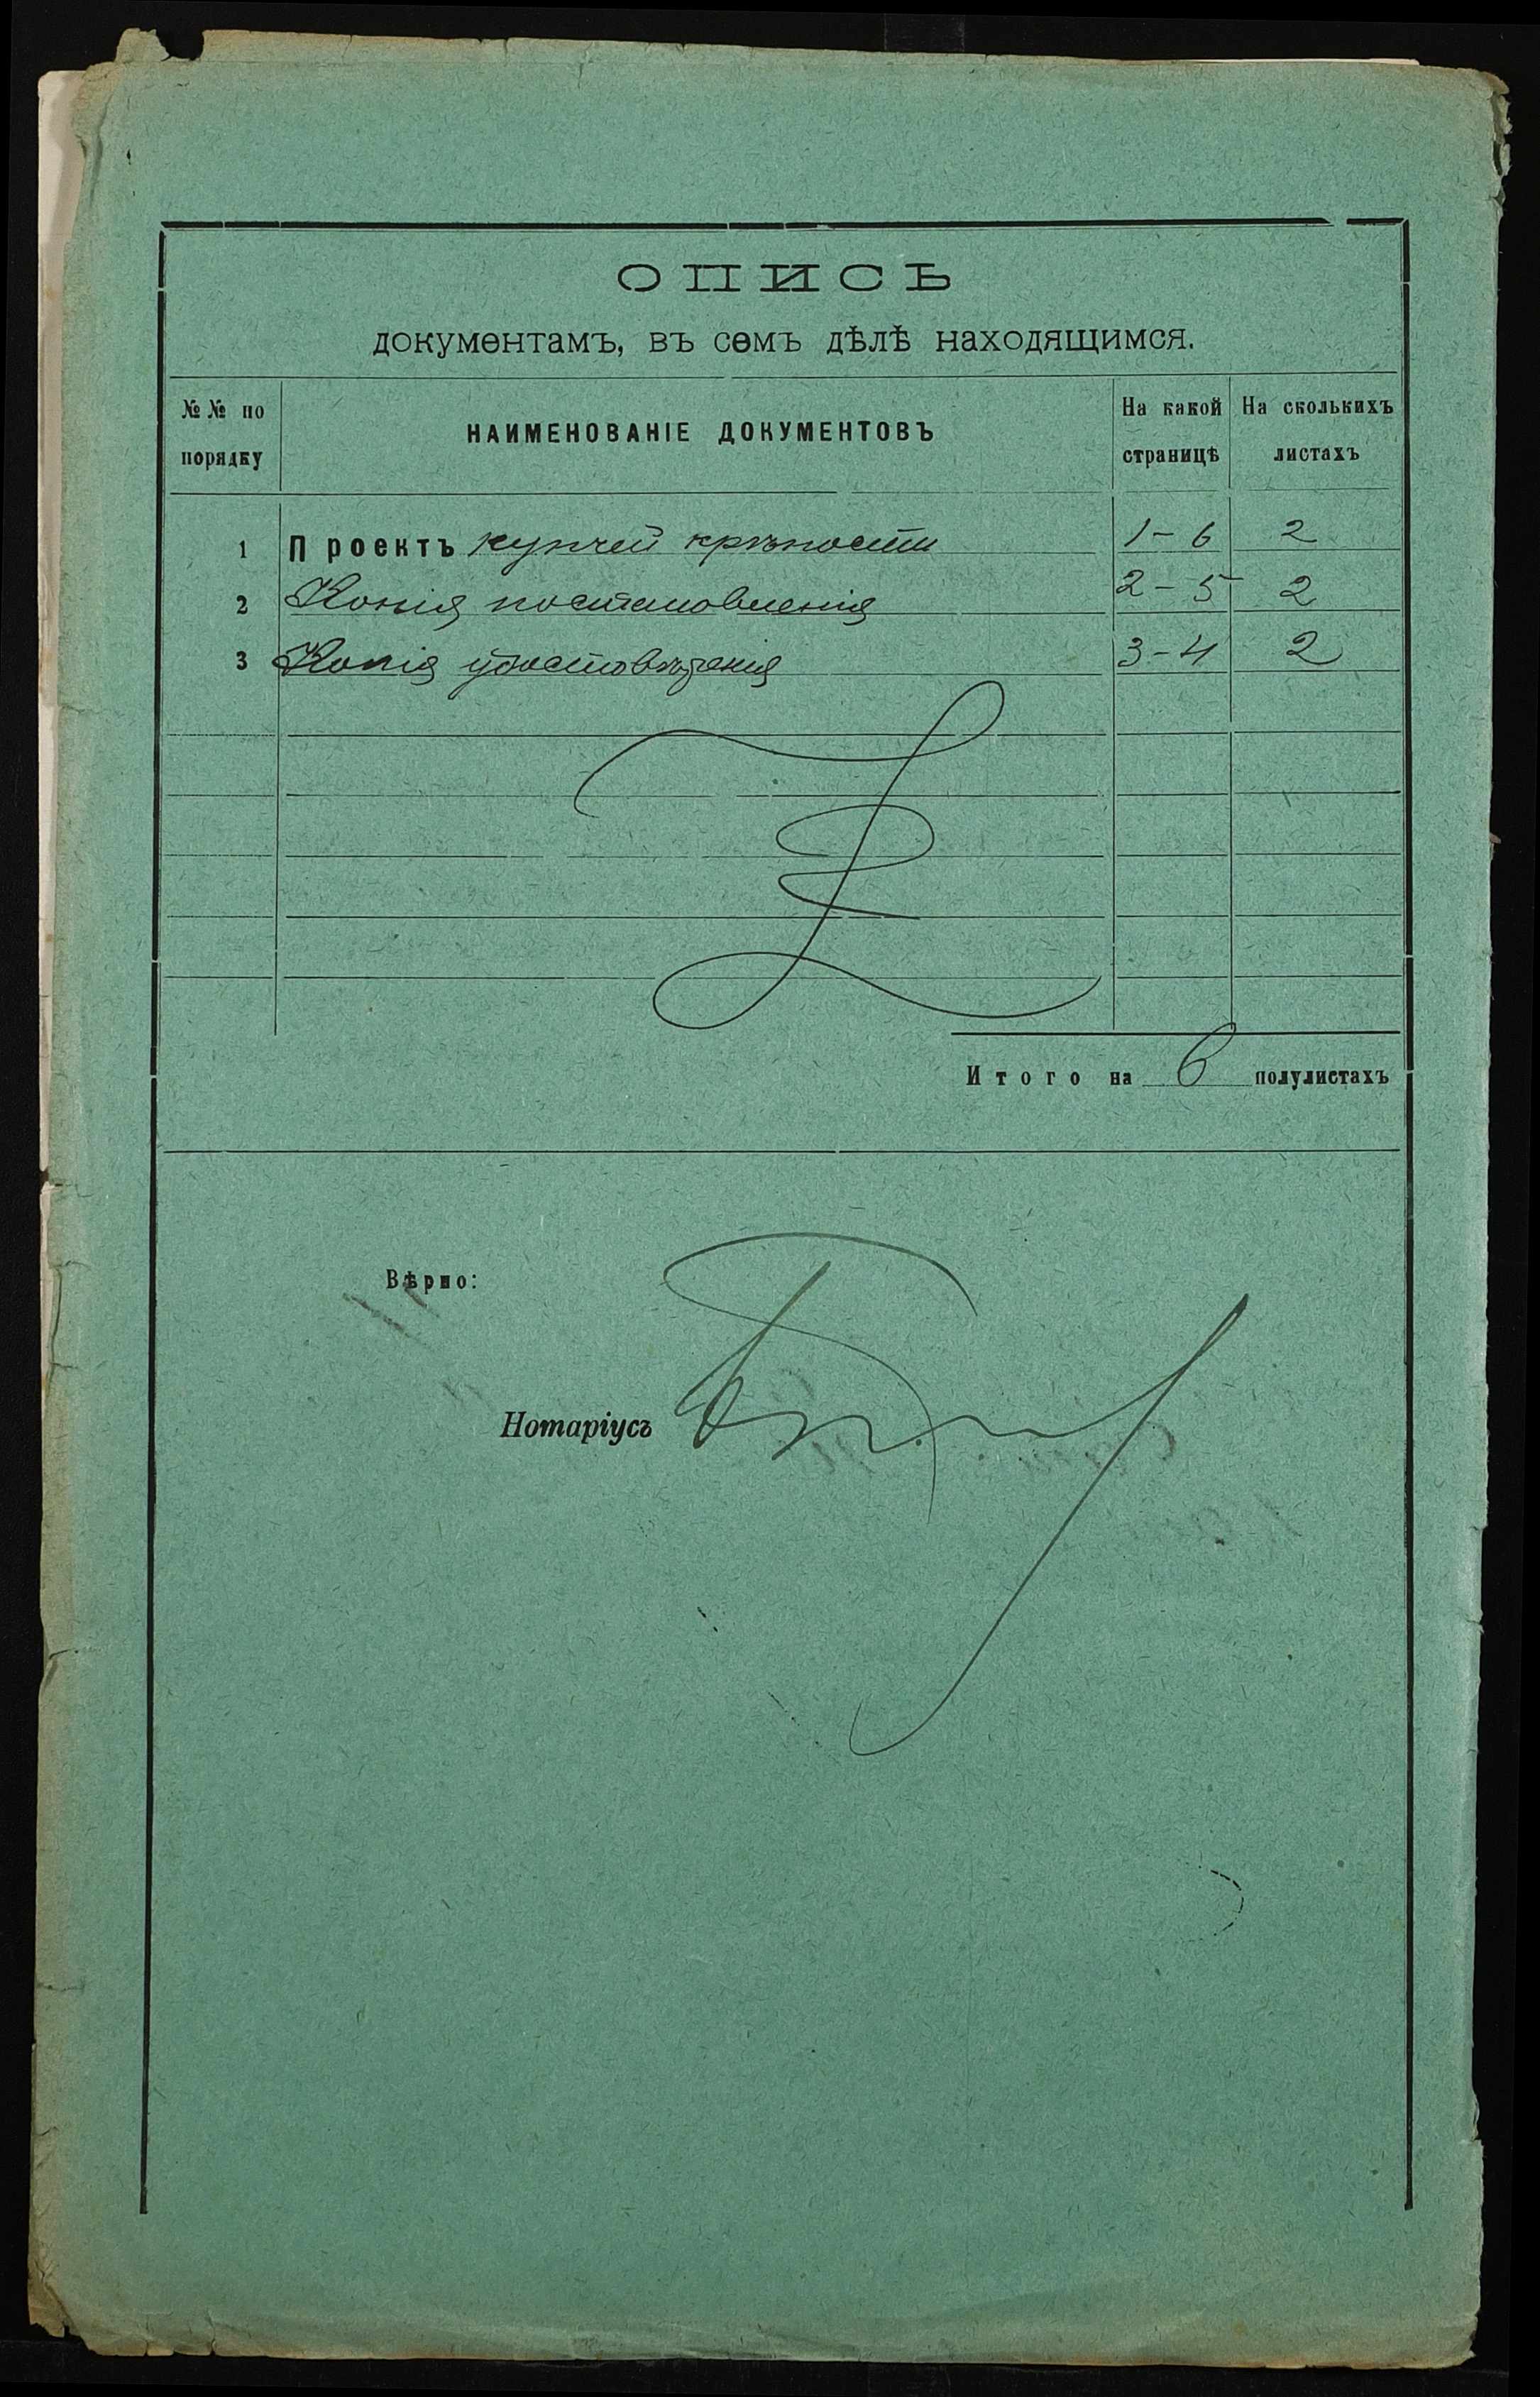 ОПИСЬ
документамъ, въ семъ дѣлѣ находящимся.
№№ по порядку НАИМЕНОВАНІЕ ДОКУМЕНТОВЪ На какой страницѣ На сколькихъ листахъ
1 Проектъ купчей крѣпости 1-6 2
2 Копія постановленія 2-5 2
3 Копія удостовѣренія 3-4 2
Итого на 6 полулистахъ
Вѣрно:
Нотаріусъ